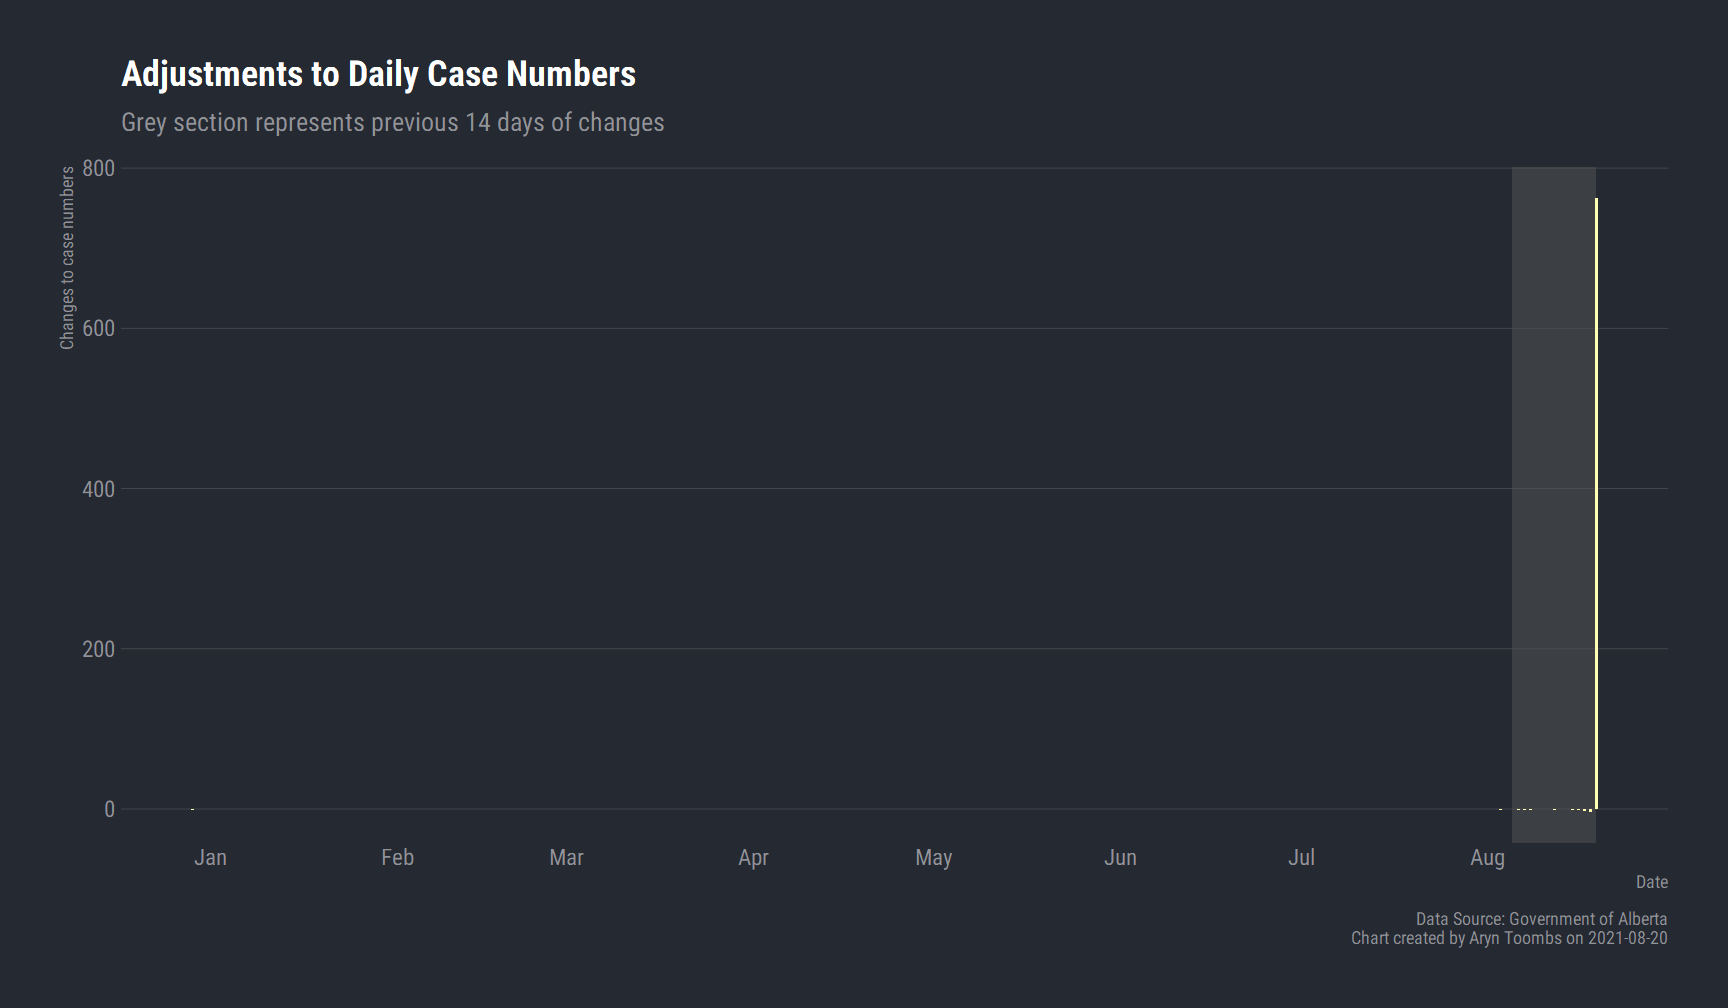 Adjustments to Daily Case Numbers
Grey section represents previous 14 days of changes
Changes to case numbers
800
600
400
200
0
Jan Feb Mar Apr May Jun Jul Aug
Date
Data Source: Government of Alberta
Chart created by Aryn Toombs on 2021-08-20